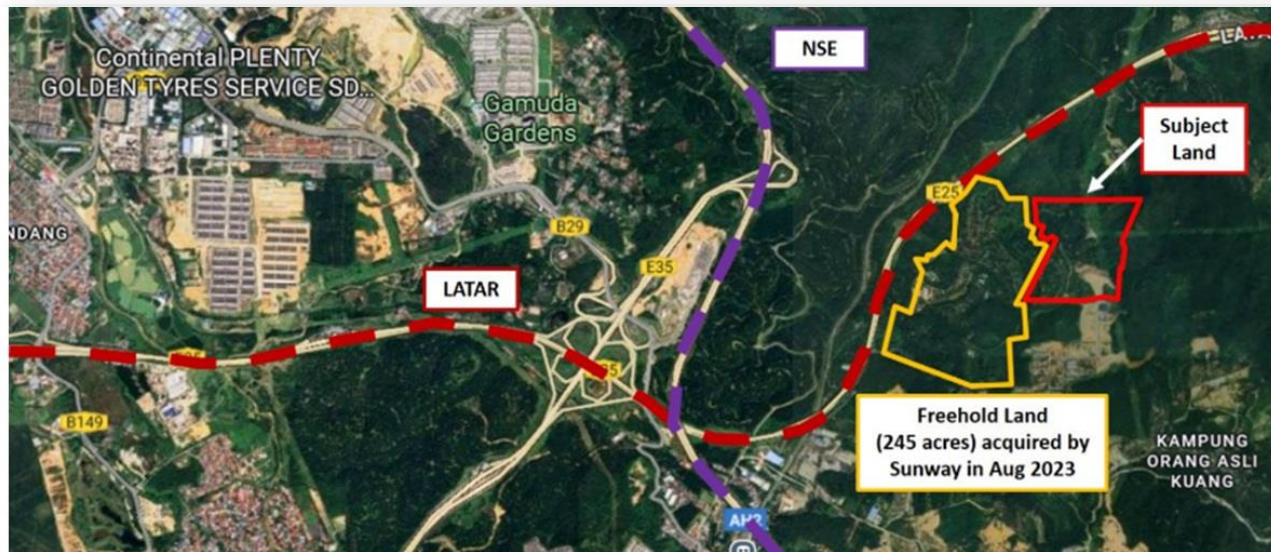 Continental PLENTY
GOLDEN TYRES SERVICE SD...
NSE
Gamuda
Gardens
Subject
Land
E25
NDANG
B29
E35
LATAR
B149
Freehold Land
(245 acres) acquired by
Sunway in Aug 2023
KAMPUNG
ORANG ASLI
KUANG
AH2